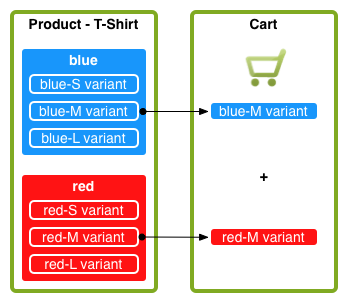 Product - T-Shirt
blue
blue-S variant
blue-M variant
blue-L variant
red
red-S variant
red-M variant
red-L variant
Cart
blue-M variant
+
red-M variant